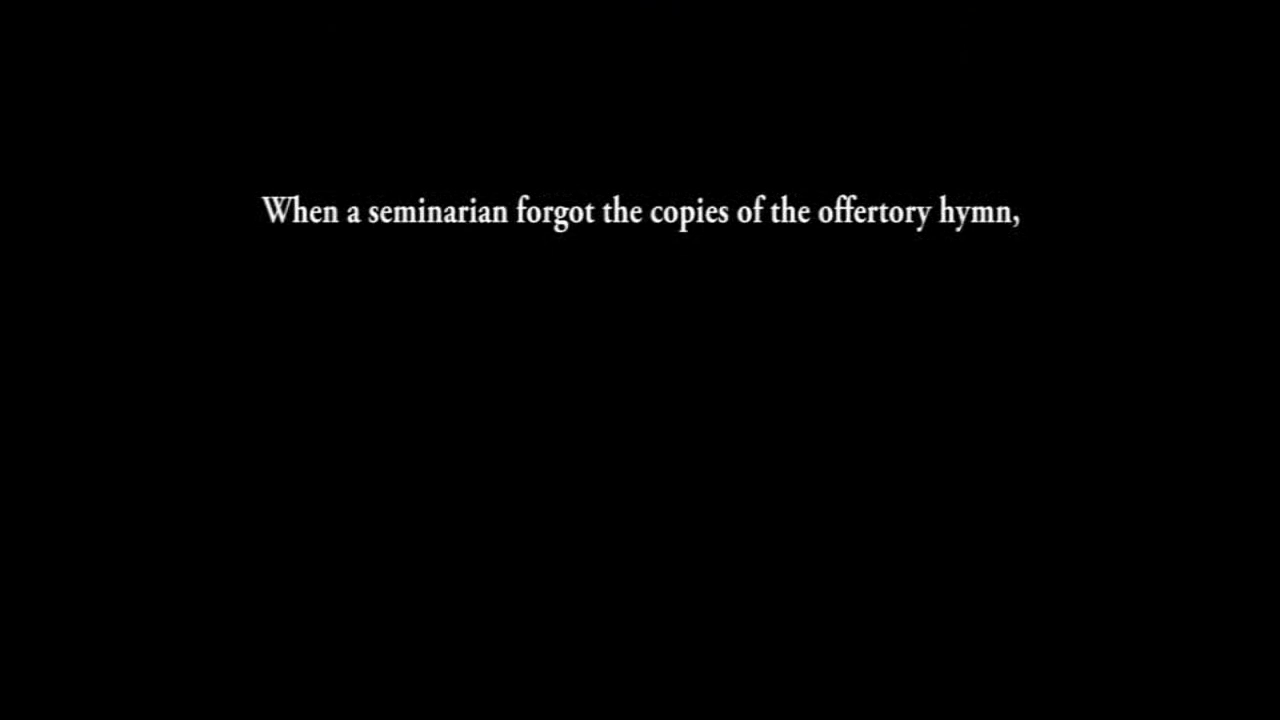 When a seminarian forgot the copies of the offertory hymn,